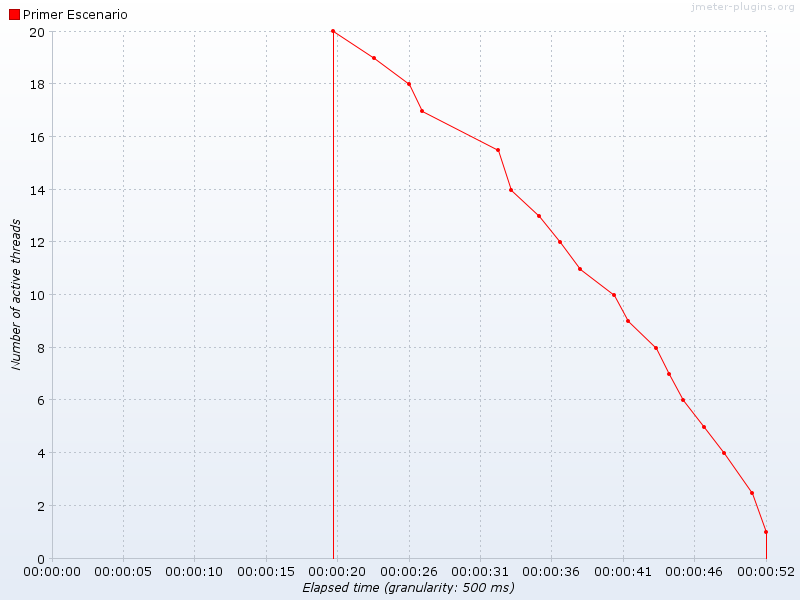 jmeter-plugins.org
Primer Escenario
20
18
16
14
12
10
8
6
4
2
0
Number of active threads
00:00:00 00:00:05 00:00:10 00:00:15 00:00:20 00:00:26 00:00:31 00:00:36 00:00:41 00:00:46 00:00:52
Elapsed time (granularity: 500 ms)